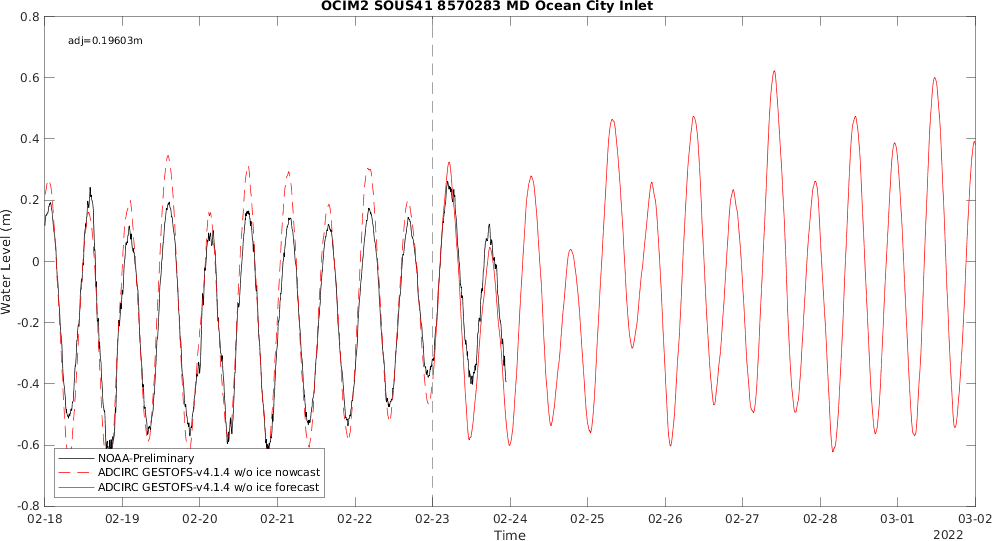 OCIM2 SOUS41 8570283 MD Ocean City Inlet
adj=0.19603m
0.8
0.6
0.4
0.2
0
-0.2
-0.4
-0.6
-0.8
Water Level (m)
NOAA-Preliminary
ADCIRC GESTOFS-v4.1.4 w/o ice nowcast
ADCIRC GESTOFS-v4.1.4 w/o ice forecast
02-18 02-19 02-20 02-21 02-22 02-23 02-24 02-25 02-26 02-27 02-28 03-01 03-02
Time
2022